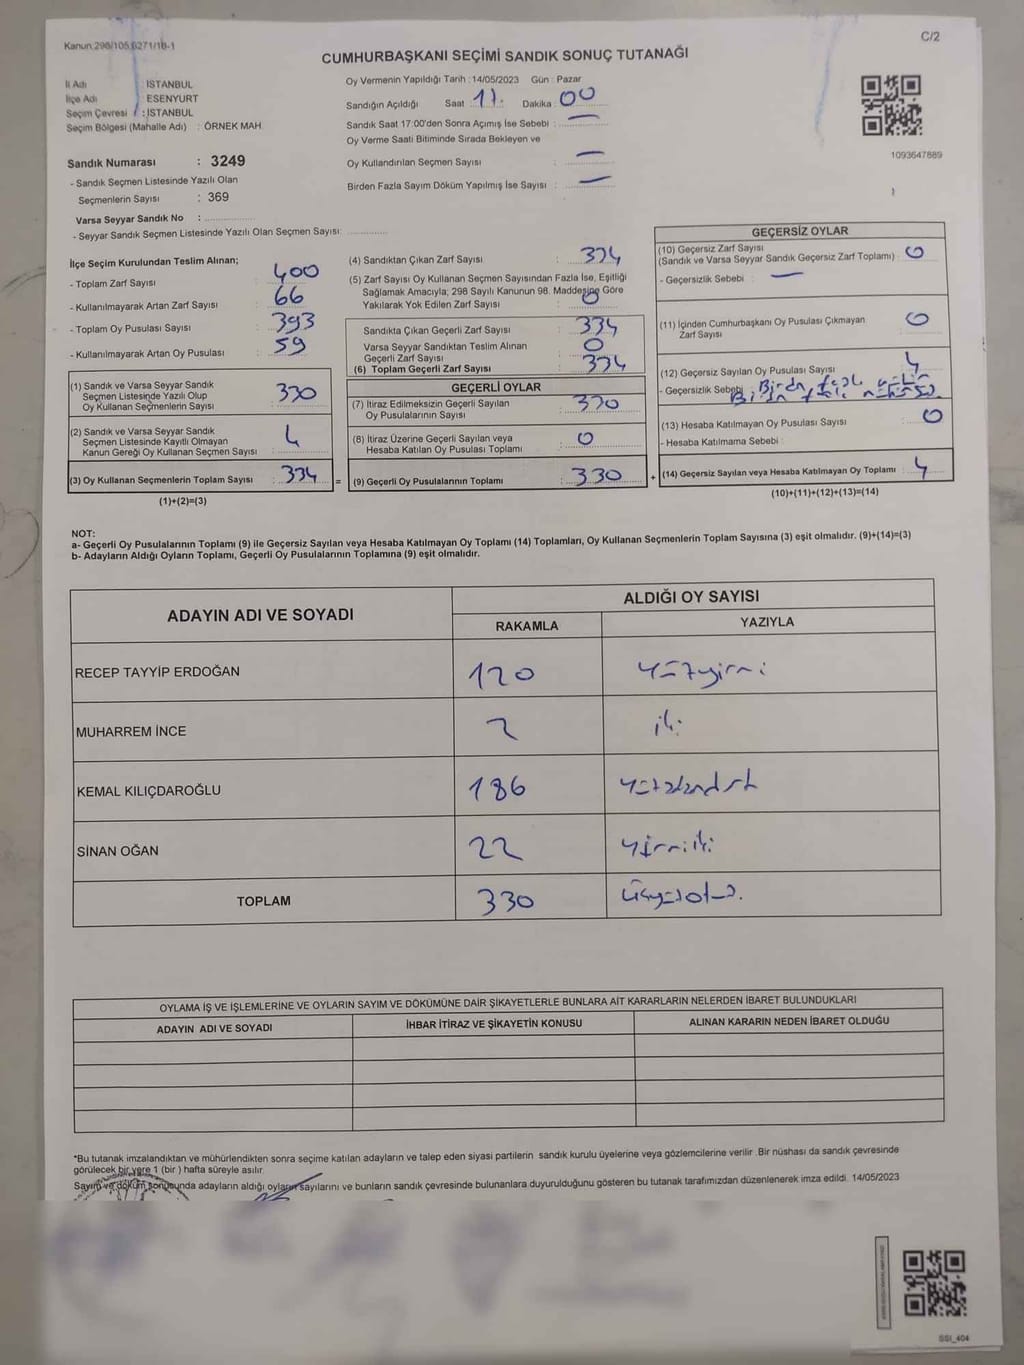 Kanun.298/105.6271/18-1
C/2
CUMHURBAŞKANI SEÇİMİ SANDIK SONUÇ TUTANAĞI
İl Adı : İSTANBUL
İlçe Adı : ESENYURT
Seçim Çevresi : İSTANBUL
Seçim Bölgesi (Mahalle Adı) : ÖRNEK MAH.
Sandık Numarası : 3249
- Sandık Seçmen Listesinde Yazılı Olan
Seçmenlerin Sayısı : 369
Varsa Seyyar Sandık No :
- Seyyar Sandık Seçmen Listesinde Yazılı Olan Seçmen Sayısı:
Oy Vermenin Yapıldığı Tarih :14/05/2023 Gün : Pazar
Sandığın Açıldığı Saat 17: Dakika : 00
Sandık Saat 17:00'den Sonra Açımış İse Sebebi : —
Oy Verme Saati Bitiminde Sırada Bekleyen ve
Oy Kullandırılan Seçmen Sayısı : —
Birden Fazla Sayım Döküm Yapılmış İse Sayısı : —
1093647889
İlçe Seçim Kurulundan Teslim Alınan;
- Toplam Zarf Sayısı : 400
- Kullanılmayarak Artan Zarf Sayısı : 66
- Toplam Oy Pusulası Sayısı : 393
- Kullanılmayarak Artan Oy Pusulası : 59
(1) Sandık ve Varsa Seyyar Sandık
Seçmen Listesinde Yazılı Olup
Oy Kullanan Seçmenlerin Sayısı : 330
(2) Sandık ve Varsa Seyyar Sandık
Seçmen Listesinde Kayıtlı Olmayan
Kanun Gereği Oy Kullanan Seçmen Sayısı : 4
(3) Oy Kullanan Seçmenlerin Toplam Sayısı : 334
(1)+(2)=(3)
=
(4) Sandıktan Çıkan Zarf Sayısı : 334
(5) Zarf Sayısı Oy Kullanan Seçmen Sayısından Fazla İse, Eşitliği
Sağlamak Amacıyla; 298 Sayılı Kanunun 98. Maddesine Göre
Yakılarak Yok Edilen Zarf Sayısı : 0
Sandıkta Çıkan Geçerli Zarf Sayısı : 334
Varsa Seyyar Sandıktan Teslim Alınan
Geçerli Zarf Sayısı : 0
(6) Toplam Geçerli Zarf Sayısı : 334
GEÇERLİ OYLAR
(7) İtiraz Edilmeksizin Geçerli Sayılan
Oy Pusulalarının Sayısı : 330
(8) İtiraz Üzerine Geçerli Sayılan veya
Hesaba Katılan Oy Pusulası Toplamı : 0
(9) Geçerli Oy Pusulalarının Toplamı : 330
+
GEÇERSİZ OYLAR
(10) Geçersiz Zarf Sayısı
(Sandık ve Varsa Seyyar Sandık Geçersiz Zarf Toplamı) : 0
- Geçersizlik Sebebi : —
(11) İçinden Cumhurbaşkanı Oy Pusulası Çıkmayan
Zarf Sayısı : 0
(12) Geçersiz Sayılan Oy Pusulası Sayısı : 4
- Geçersizlik Sebebi :
(13) Hesaba Katılmayan Oy Pusulası Sayısı : 0
- Hesaba Katılmama Sebebi :
(14) Geçersiz Sayılan veya Hesaba Katılmayan Oy Toplamı : 4
(10)+(11)+(12)+(13)=(14)
NOT:
a- Geçerli Oy Pusulalarının Toplamı (9) ile Geçersiz Sayılan veya Hesaba Katılmayan Oy Toplamı (14) Toplamları, Oy Kullanan Seçmenlerin Toplam Sayısına (3) eşit olmalıdır. (9)+(14)=(3)
b- Adayların Aldığı Oyların Toplamı, Geçerli Oy Pusulalarının Toplamına (9) eşit olmalıdır.
ADAYIN ADI VE SOYADI
ALDIĞI OY SAYISI
RAKAMLA YAZIYLA
RECEP TAYYİP ERDOĞAN 120 Yüzyirmi
MUHARREM İNCE 2 iki
KEMAL KILIÇDAROĞLU 186 Yüzseksenaltı
SİNAN OĞAN 22 Yirmiiki
TOPLAM 330 Üçyüzotuz.
OYLAMA İŞ VE İŞLEMLERİNE VE OYLARIN SAYIM VE DÖKÜMÜNE DAİR ŞİKAYETLERLE BUNLARA AİT KARARLARIN NELERDEN İBARET BULUNDUKLARI
ADAYIN ADI VE SOYADI İHBAR İTİRAZ VE ŞİKAYETİN KONUSU ALINAN KARARIN NEDEN İBARET OLDUĞU
*Bu tutanak imzalandıktan ve mühürlendikten sonra seçime katılan adayların ve talep eden siyasi partilerin sandık kurulu üyelerine veya gözlemcilerine verilir .Bir nüshası da sandık çevresinde
görülecek bir yere 1 (bir ) hafta süreyle asılır.
Sayım ve döküm sonucunda adayların aldığı oyların sayılarını ve bunların sandık çevresinde bulunanlara duyurulduğunu gösteren bu tutanak tarafımızdan düzenlenerek imza edildi. 14/05/2023
SSİ_404